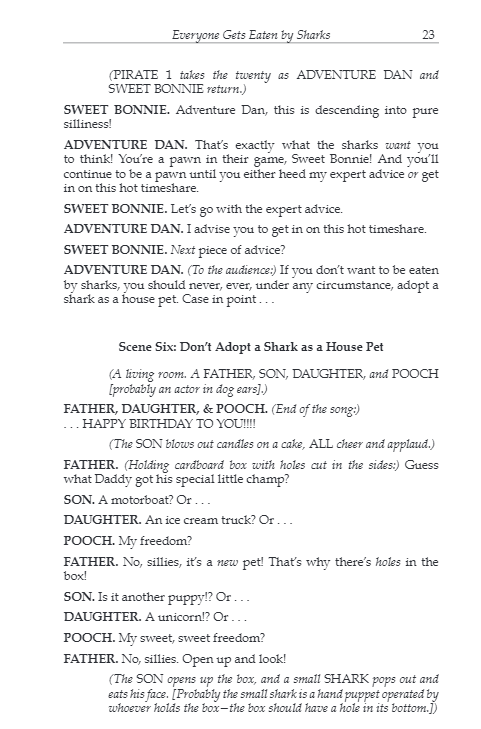 Everyone Gets Eaten by Sharks 23
(PIRATE 1 takes the twenty as ADVENTURE DAN and
SWEET BONNIE return.)
SWEET BONNIE. Adventure Dan, this is descending into pure
silliness!
ADVENTURE DAN. That's exactly what the sharks want you
to think! You're a pawn in their game, Sweet Bonnie! And you'll
continue to be a pawn until you either heed my expert advice or get
in on this hot timeshare.
SWEET BONNIE. Let's go with the expert advice.
ADVENTURE DAN. I advise you to get in on this hot timeshare.
SWEET BONNIE. Next piece of advice?
ADVENTURE DAN. (To the audience:) If you don't want to be eaten
by sharks, you should never, ever, under any circumstance, adopt a
shark as a house pet. Case in point . . .
Scene Six: Don't Adopt a Shark as a House Pet
(A living room. A FATHER, SON, DAUGHTER, and POOCH
[probably an actor in dog ears].)
FATHER, DAUGHTER, & POOCH. (End of the song:)
. . . HAPPY BIRTHDAY TO YOU!!!!
(The SON blows out candles on a cake, ALL cheer and applaud.)
FATHER. (Holding cardboard box with holes cut in the sides:) Guess
what Daddy got his special little champ?
SON. A motorboat? Or . . .
DAUGHTER. An ice cream truck? Or . . .
POOCH. My freedom?
FATHER. No, sillies, it's a new pet! That's why there's holes in the
box!
SON. Is it another puppy!? Or . . .
DAUGHTER. A unicorn!? Or . . .
POOCH. My sweet, sweet freedom?
FATHER. No, sillies. Open up and look!
(The SON opens up the box, and a small SHARK pops out and
eats his face. [Probably the small shark is a hand puppet operated by
whoever holds the box—the box should have a hole in its bottom.])